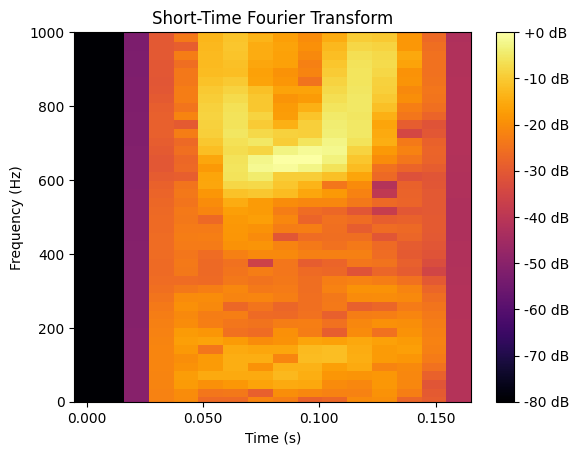 Short-Time Fourier Transform
Frequency (Hz)
1000
800
600
400
200
0
0.000
0.050
0.100
0.150
Time (s)
+0 dB
-10 dB
-20 dB
-30 dB
-40 dB
-50 dB
-60 dB
-70 dB
-80 dB